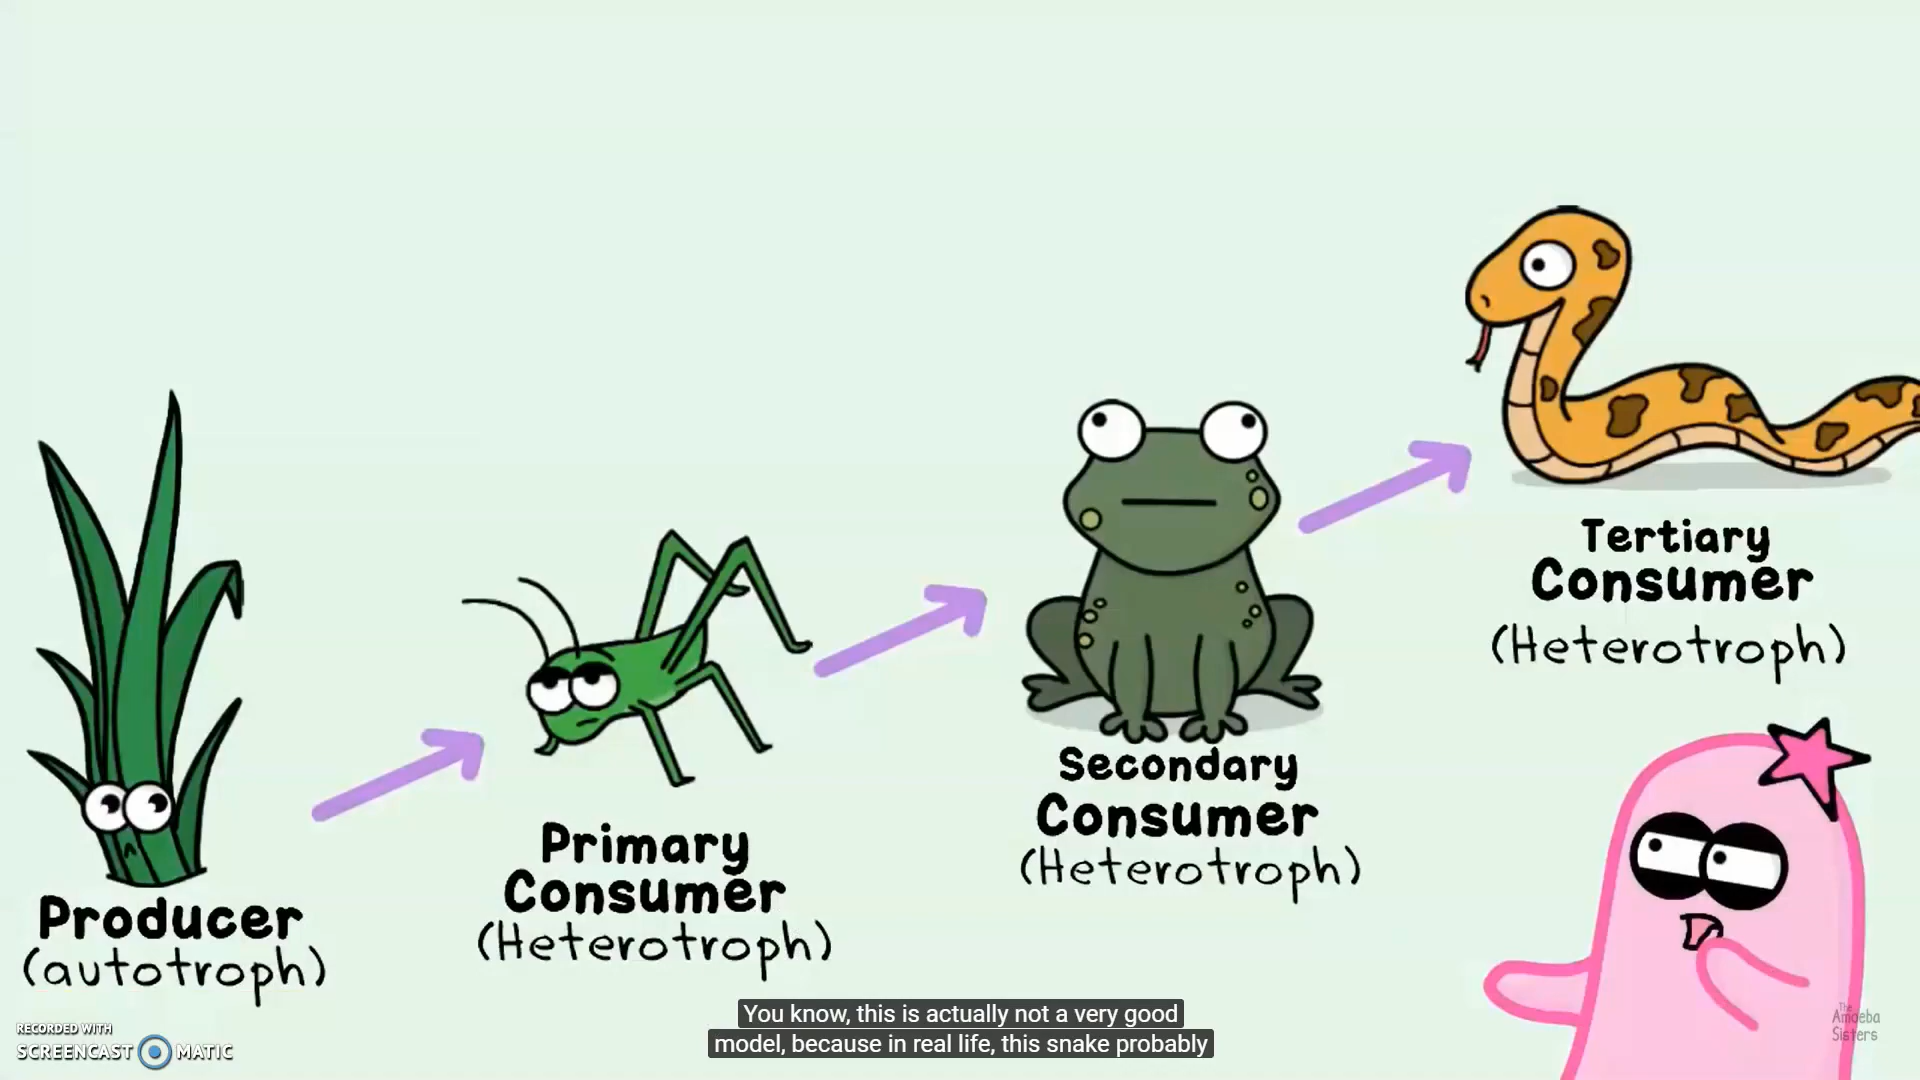 Tertiary
Consumer
(Heterotroph)
Secondary
Consumer
(Heterotroph)
Primary
Consumer
(Heterotroph)
Producer
(autotroph)
You know, this is actually not a very good
model, because in real life, this snake probably
RECORDED WITH
SCREENCAST MATIC
The
Amoeba
Sisters